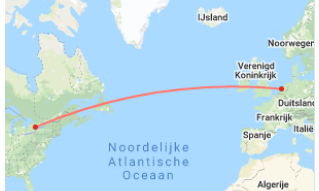 IJsland
Noorwegen
Verenigd
Koninkrijk
Duitsland
Frankrijk
Italië
Spanje
Noordelijke
Atlantische
Oceaan
Algerije